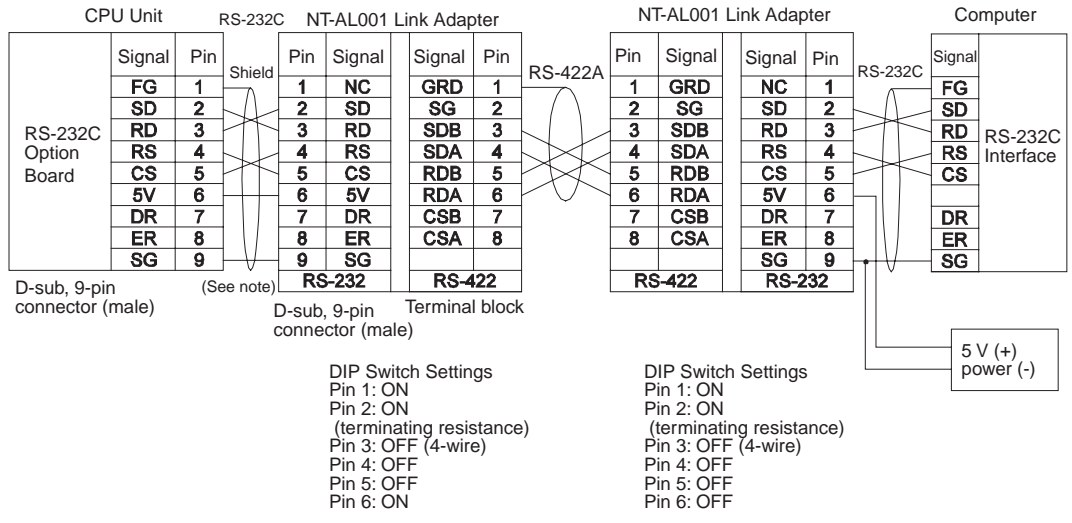 CPU Unit RS-232C NT-AL001 Link Adapter NT-AL001 Link Adapter Computer
Signal Pin Pin Signal Signal Pin Pin Signal Signal Pin Signal
Shield RS-422A RS-232C
FG 1 1 NC GRD 1 1 GRD NC 1 FG
SD 2 2 SD SG 2 2 SG SD 2 SD
RS-232C RD 3 3 RD SDB 3 3 SDB RD 3 RD RS-232C
Option RS 4 4 RS SDA 4 4 SDA RS 4 RS Interface
Board CS 5 5 CS RDB 5 5 RDB CS 5 CS
5V 6 6 5V RDA 6 6 RDA 5V 6
DR 7 7 DR CSB 7 7 CSB DR 7 DR
ER 8 8 ER CSA 8 8 CSA ER 8 ER
SG 9 9 SG SG 9 SG
D-sub, 9-pin
connector (male)
(See note)
RS-232 RS-422 RS-422 RS-232
D-sub, 9-pin
connector (male)
Terminal block
5 V (+)
power (-)
DIP Switch Settings
Pin 1: ON
Pin 2: ON
(terminating resistance)
Pin 3: OFF (4-wire)
Pin 4: OFF
Pin 5: OFF
Pin 6: ON
DIP Switch Settings
Pin 1: ON
Pin 2: ON
(terminating resistance)
Pin 3: OFF (4-wire)
Pin 4: OFF
Pin 5: OFF
Pin 6: OFF